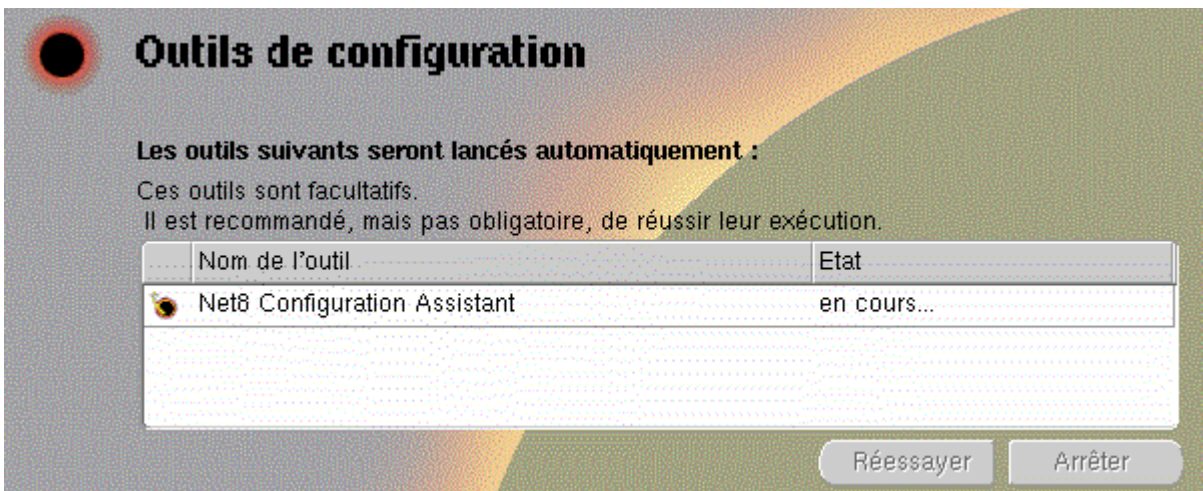 Outils de configuration
Les outils suivants seront lancés automatiquement :
Ces outils sont facultatifs.
Il est recommandé, mais pas obligatoire, de réussir leur exécution.
Nom de l'outil Etat
Net8 Configuration Assistant en cours...
Réessayer Arrêter